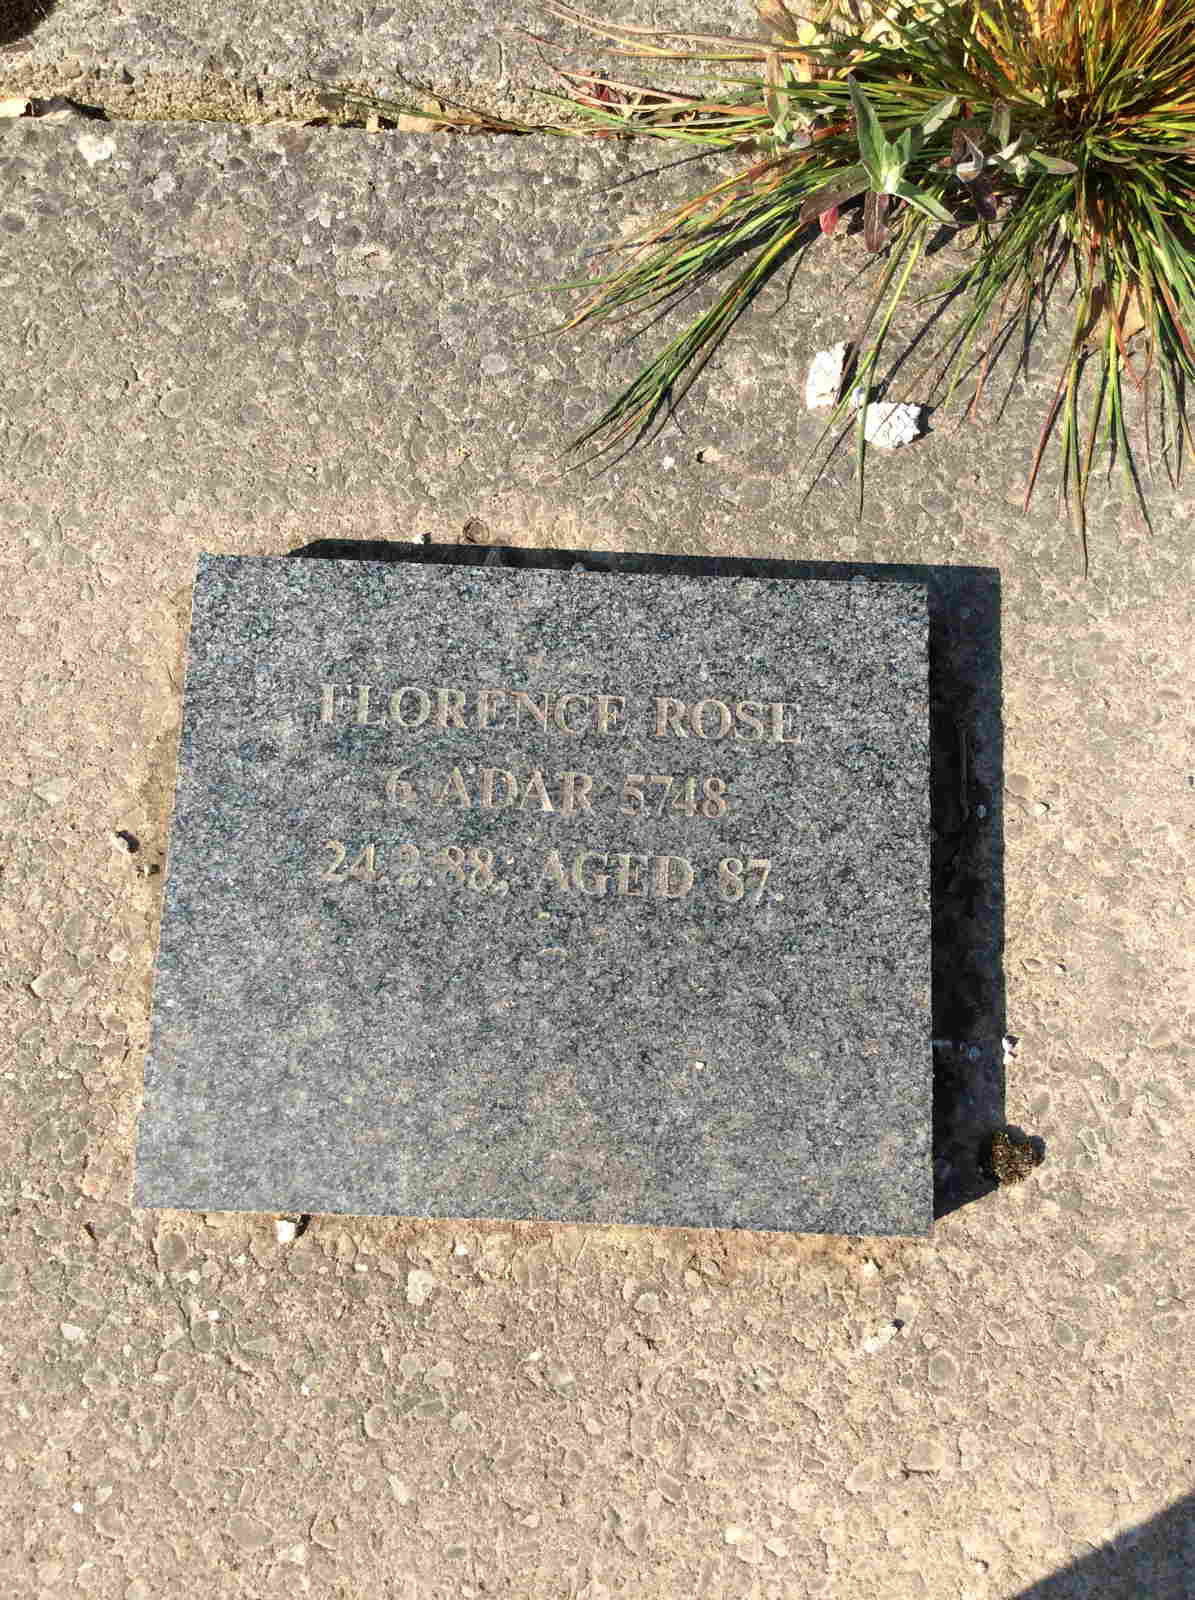 FLORENCE ROSE
6 ADAR 5748
24.2.88; AGED 87.